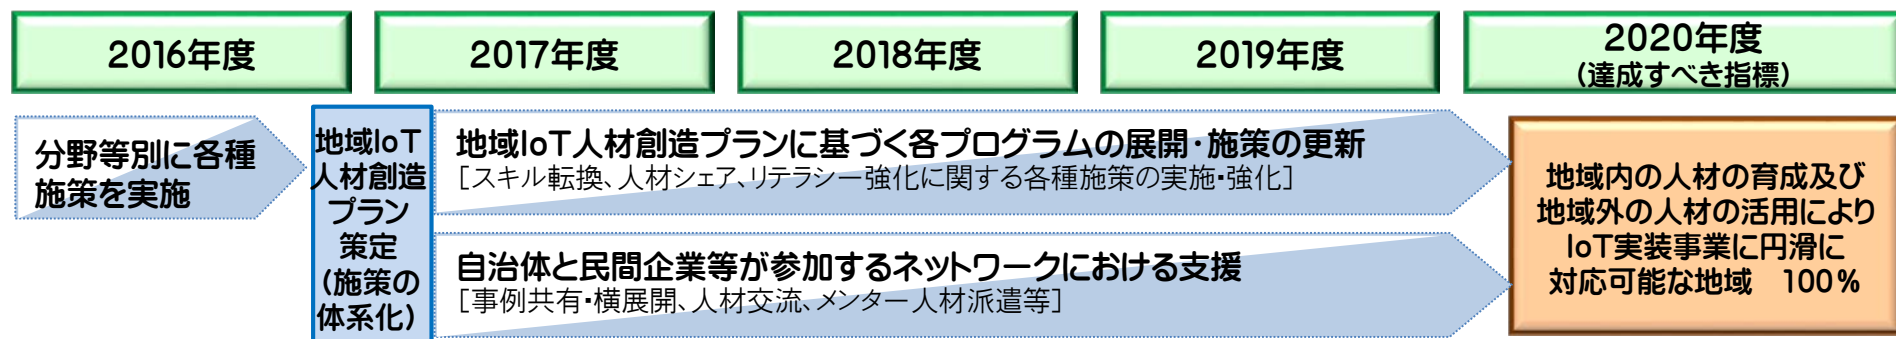 2016年度
2017年度
2018年度
2019年度
2020年度
(達成すべき指標)
分野等別に各種
施策を実施
地域IoT
人材創造
プラン
策定
(施策の
体系化)
地域IoT人材創造プランに基づく各プログラムの展開・施策の更新
[スキル転換、人材シェア、リテラシー強化に関する各種施策の実施・強化]
自治体と民間企業等が参加するネットワークにおける支援
[事例共有・横展開、人材交流、メンター人材派遣等]
地域内の人材の育成及び
地域外の人材の活用により
IoT実装事業に円滑に
対応可能な地域　100%